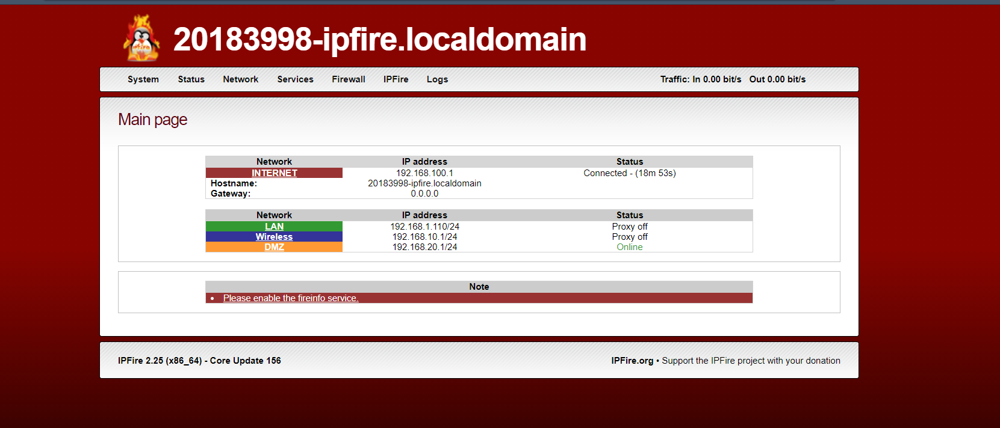 20183998-ipfire.localdomain
System Status Network Services Firewall IPFire Logs Traffic: In 0.00 bit/s Out 0.00 bit/s
Main page
Network IP address Status
INTERNET 192.168.100.1 Connected - (18m 53s)
Hostname: 20183998-ipfire.localdomain
Gateway: 0.0.0.0
Network IP address Status
LAN 192.168.1.110/24 Proxy off
Wireless 192.168.10.1/24 Proxy off
DMZ 192.168.20.1/24 Online
Note
• Please enable the fireinfo service.
IPFire 2.25 (x86_64) - Core Update 156 IPFire.org • Support the IPFire project with your donation